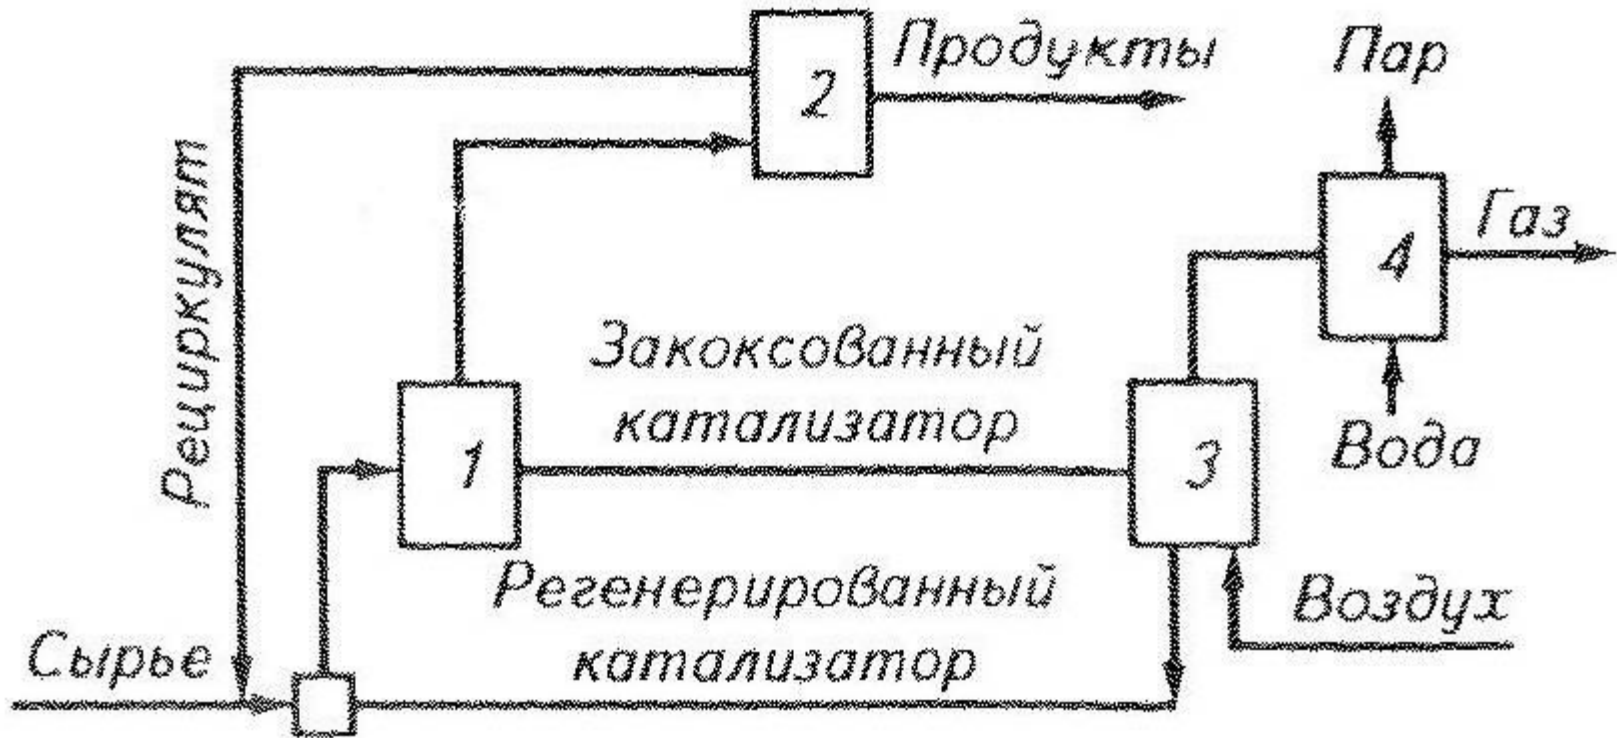 Продукты
2
Пар
Рециркулят
Газ
4
Закоксованный
катализатор
1
3
Вода
Регенерированный
катализатор
Воздух
Сырье